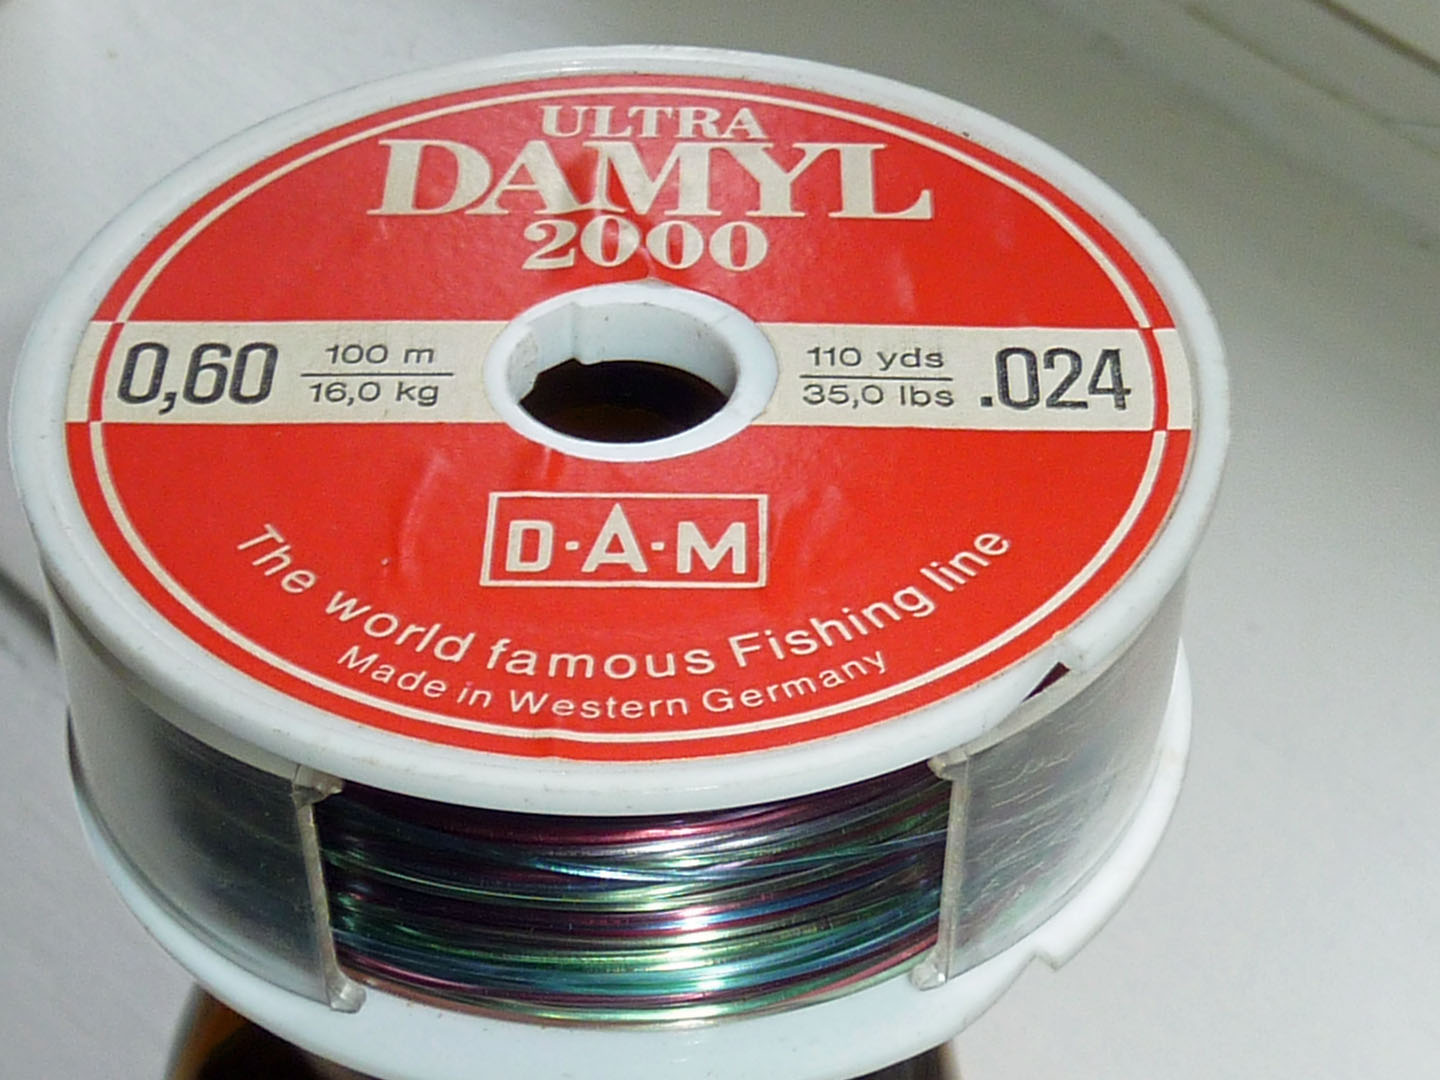 ULTRA
DAMYL
2000
0,60
100 m
16,0 kg
110 yds
35,0 lbs
.024
D·A·M
The world famous Fishing line
Made in Western Germany